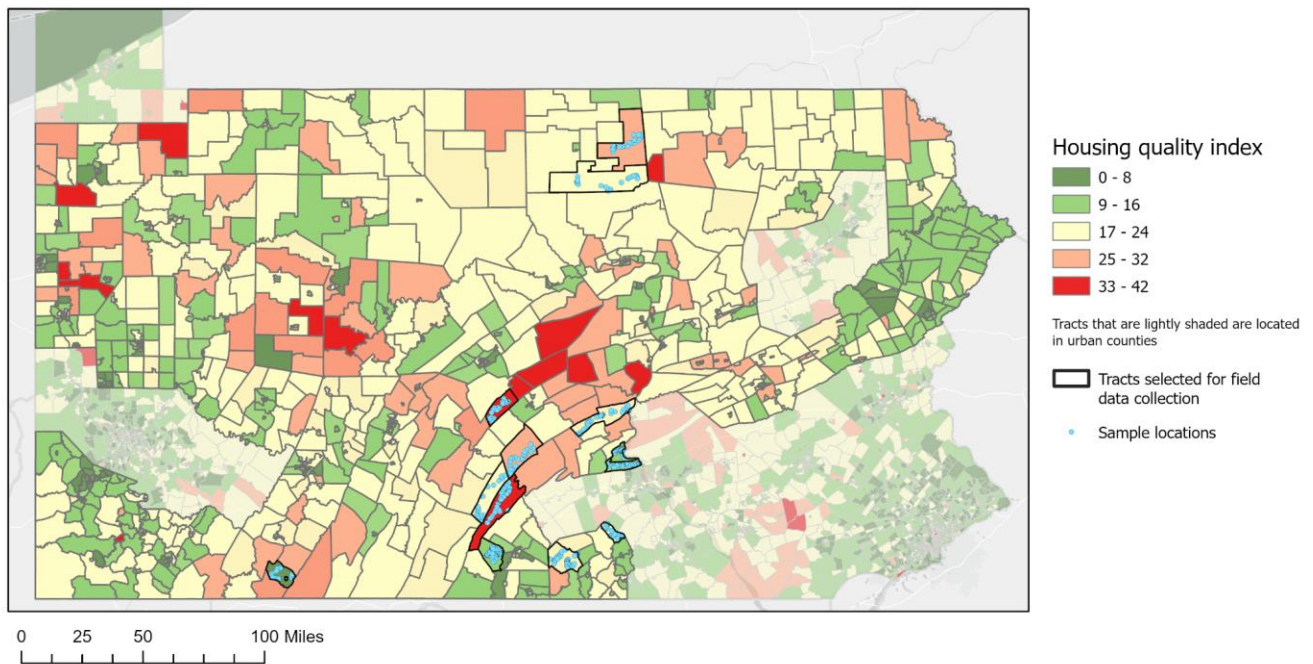 Housing quality index
0 - 8
9 - 16
17 - 24
25 - 32
33 - 42
Tracts that are lightly shaded are located
in urban counties
Tracts selected for field
data collection
Sample locations
0 25 50 100 Miles